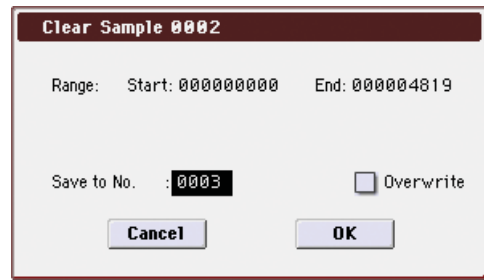 Clear Sample 0002
Range: Start: 000000000 End: 000004819
Save to No. : 0003 Overwrite
Cancel OK